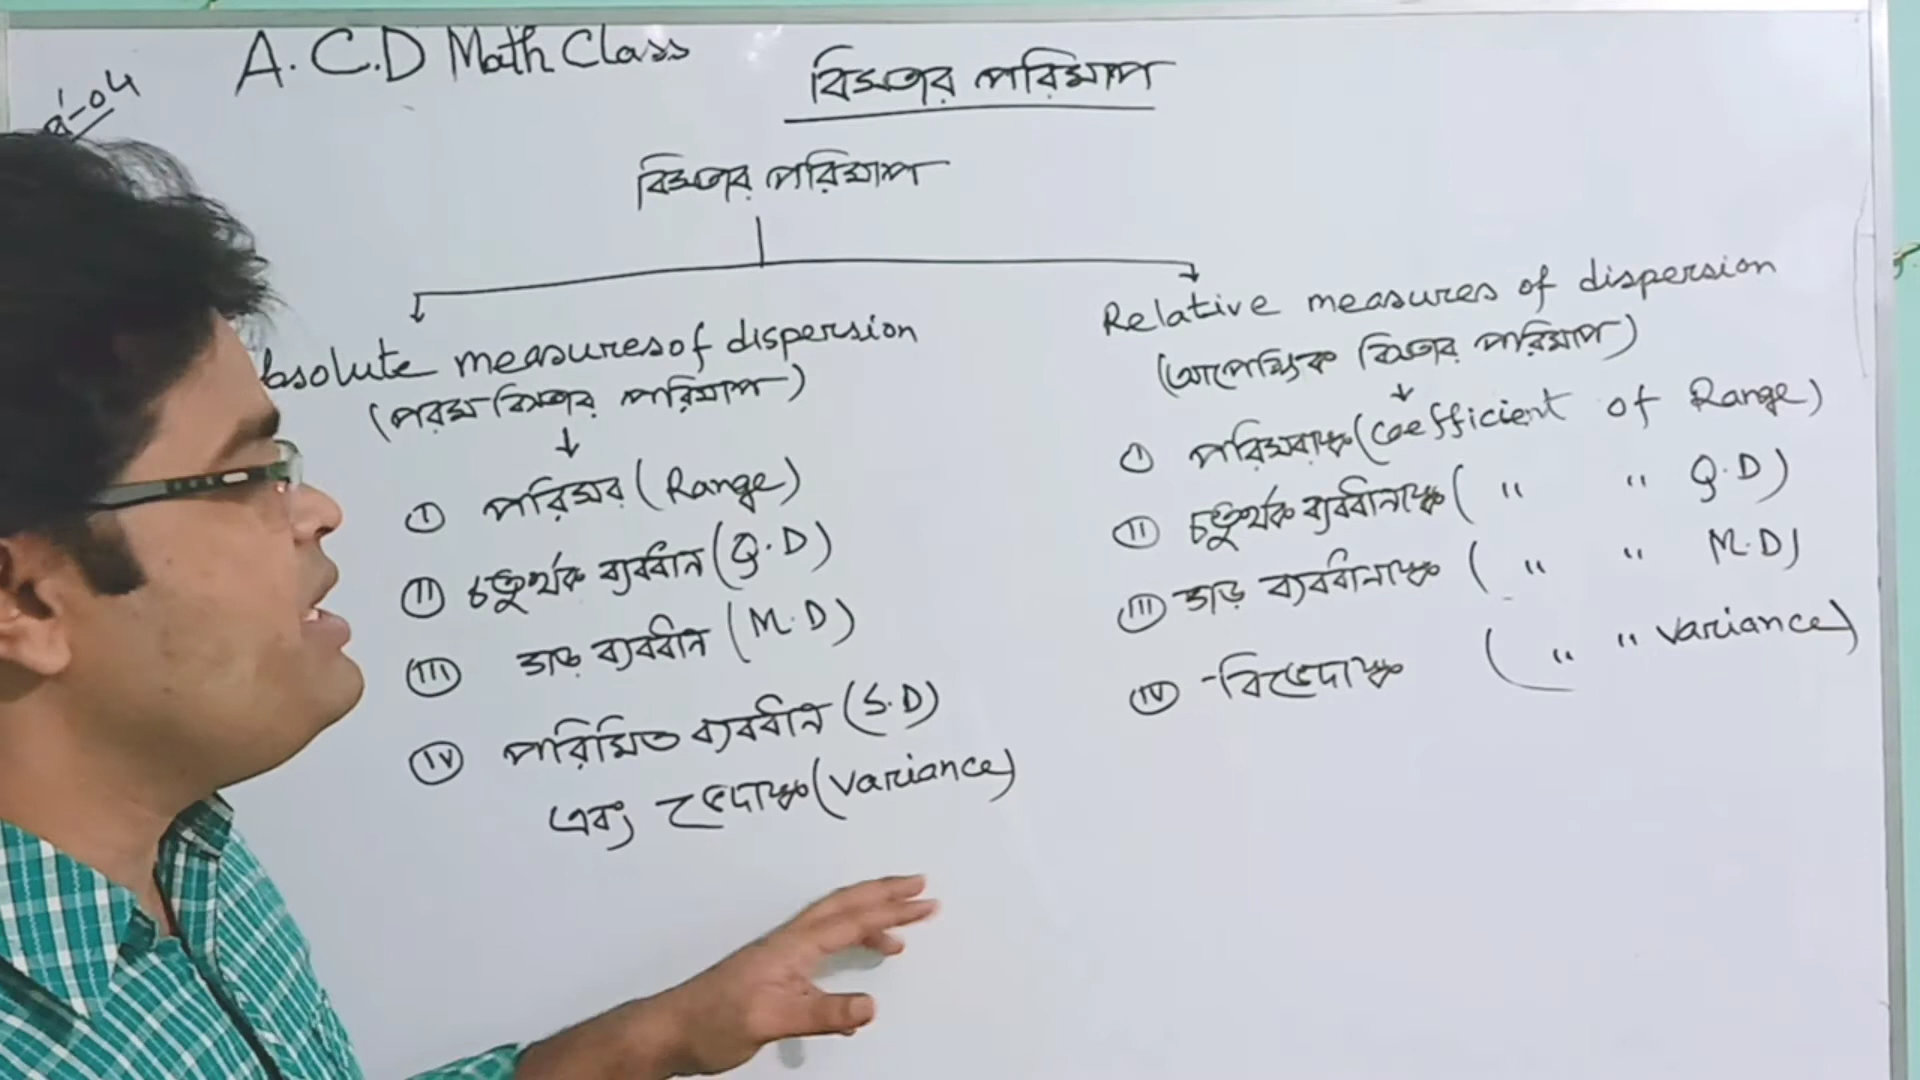 A. C. D Math Class
বিস্তার পরিমাপ
বিস্তার পরিমাপ
bsolute measures of dispersion
(পরম বিস্তার পরিমাপ)
↓
(I) পরিসর (Range)
(II) চতুর্থক ব্যবধান (Q.D)
(III) গড় ব্যবধান (M.D)
(IV) পরিমিত ব্যবধান (S.D)
এবং ভেদাঙ্ক (variance)
Relative measures of dispersion
(আপেক্ষিক বিস্তার পরিমাপ)
↓
(I) পরিসরাঙ্ক (Coefficient of Range)
(II) চতুর্থক ব্যবধানাঙ্ক ( " " Q.D)
(III) গড় ব্যবধানাঙ্ক ( " " M.D)
(IV) বিভেদাঙ্ক ( " " variance)